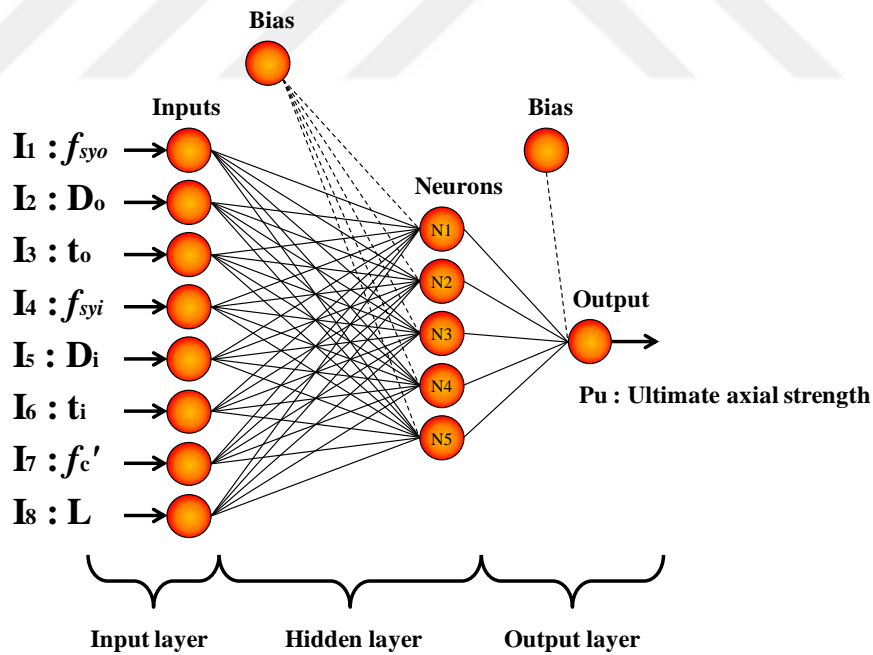 Bias
Inputs
Bias
I1 : fsyo
I2 : Do
I3 : to
I4 : fsyi
I5 : Di
I6 : ti
I7 : fc'
I8 : L
Neurons
N1
N2
N3
N4
N5
Output
Pu : Ultimate axial strength
Input layer
Hidden layer
Output layer